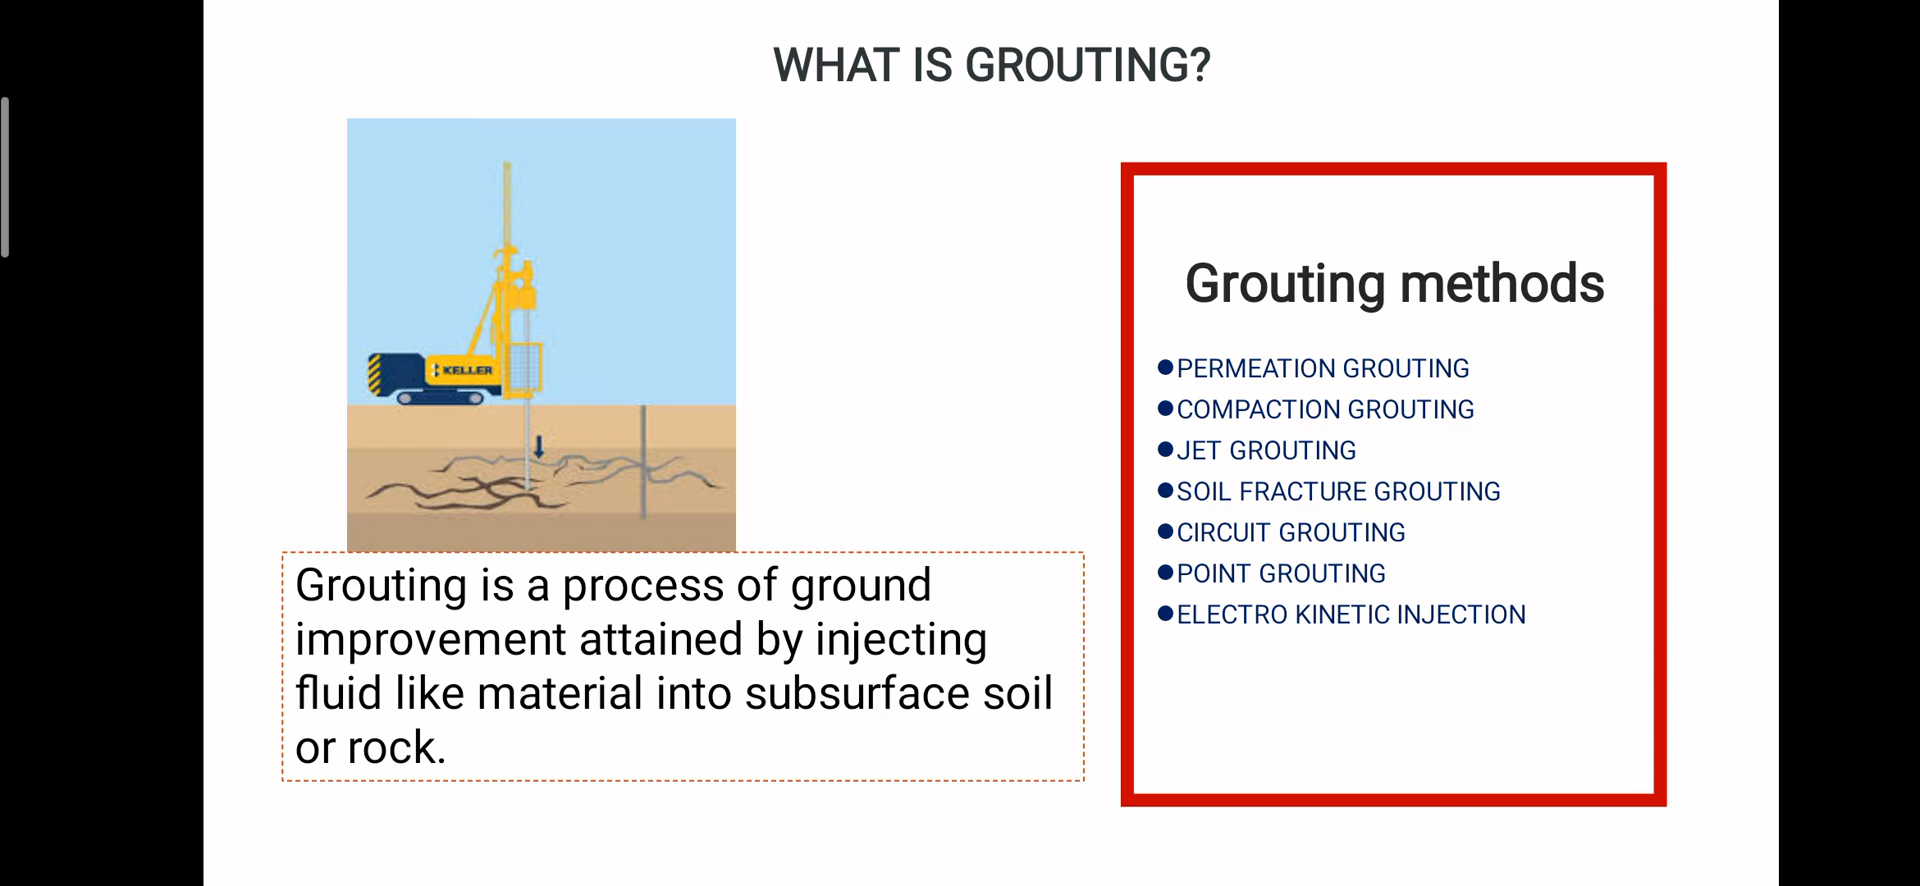 WHAT IS GROUTING?
KELLER
Grouting is a process of ground
improvement attained by injecting
fluid like material into subsurface soil
or rock.
Grouting methods
●PERMEATION GROUTING
●COMPACTION GROUTING
●JET GROUTING
●SOIL FRACTURE GROUTING
●CIRCUIT GROUTING
●POINT GROUTING
●ELECTRO KINETIC INJECTION